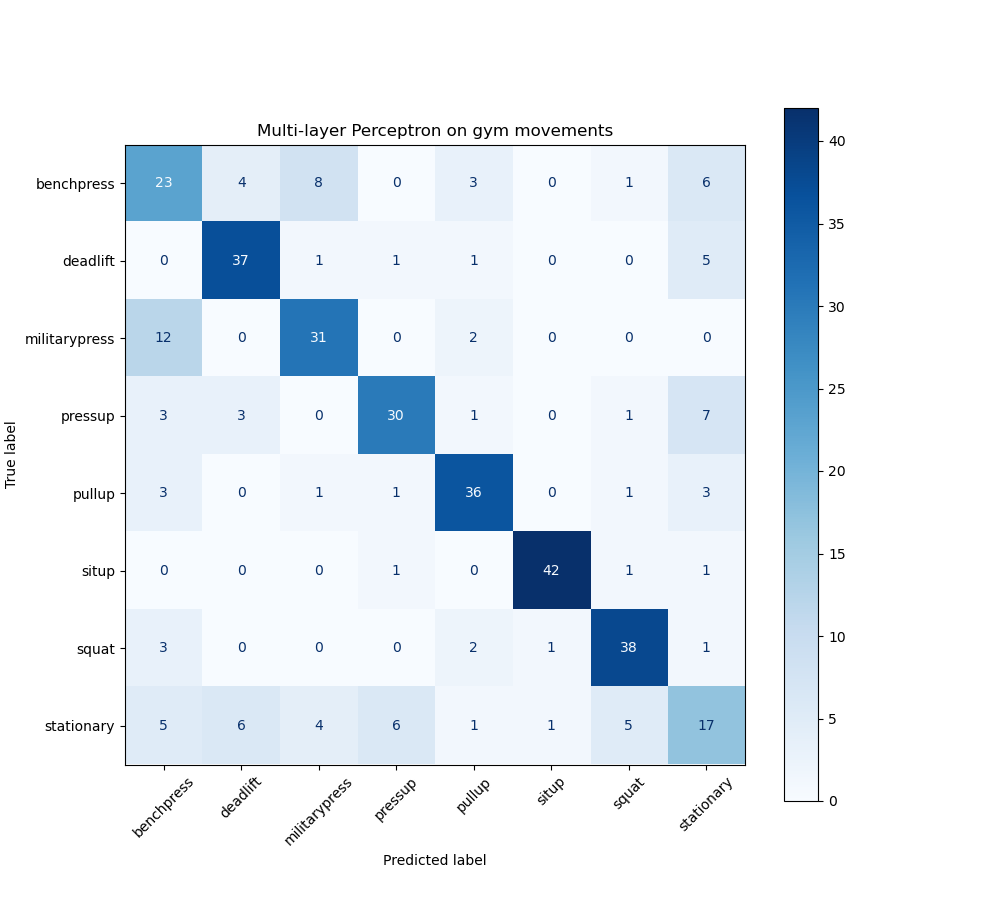 Multi-layer Perceptron on gym movements
True label
benchpress 23 4 8 0 3 0 1 6
deadlift 0 37 1 1 1 0 0 5
militarypress 12 0 31 0 2 0 0 0
pressup 3 3 0 30 1 0 1 7
pullup 3 0 1 1 36 0 1 3
situp 0 0 0 1 0 42 1 1
squat 3 0 0 0 2 1 38 1
stationary 5 6 4 6 1 1 5 17
benchpress deadlift militarypress pressup pullup situp squat stationary
Predicted label
40
35
30
25
20
15
10
5
0